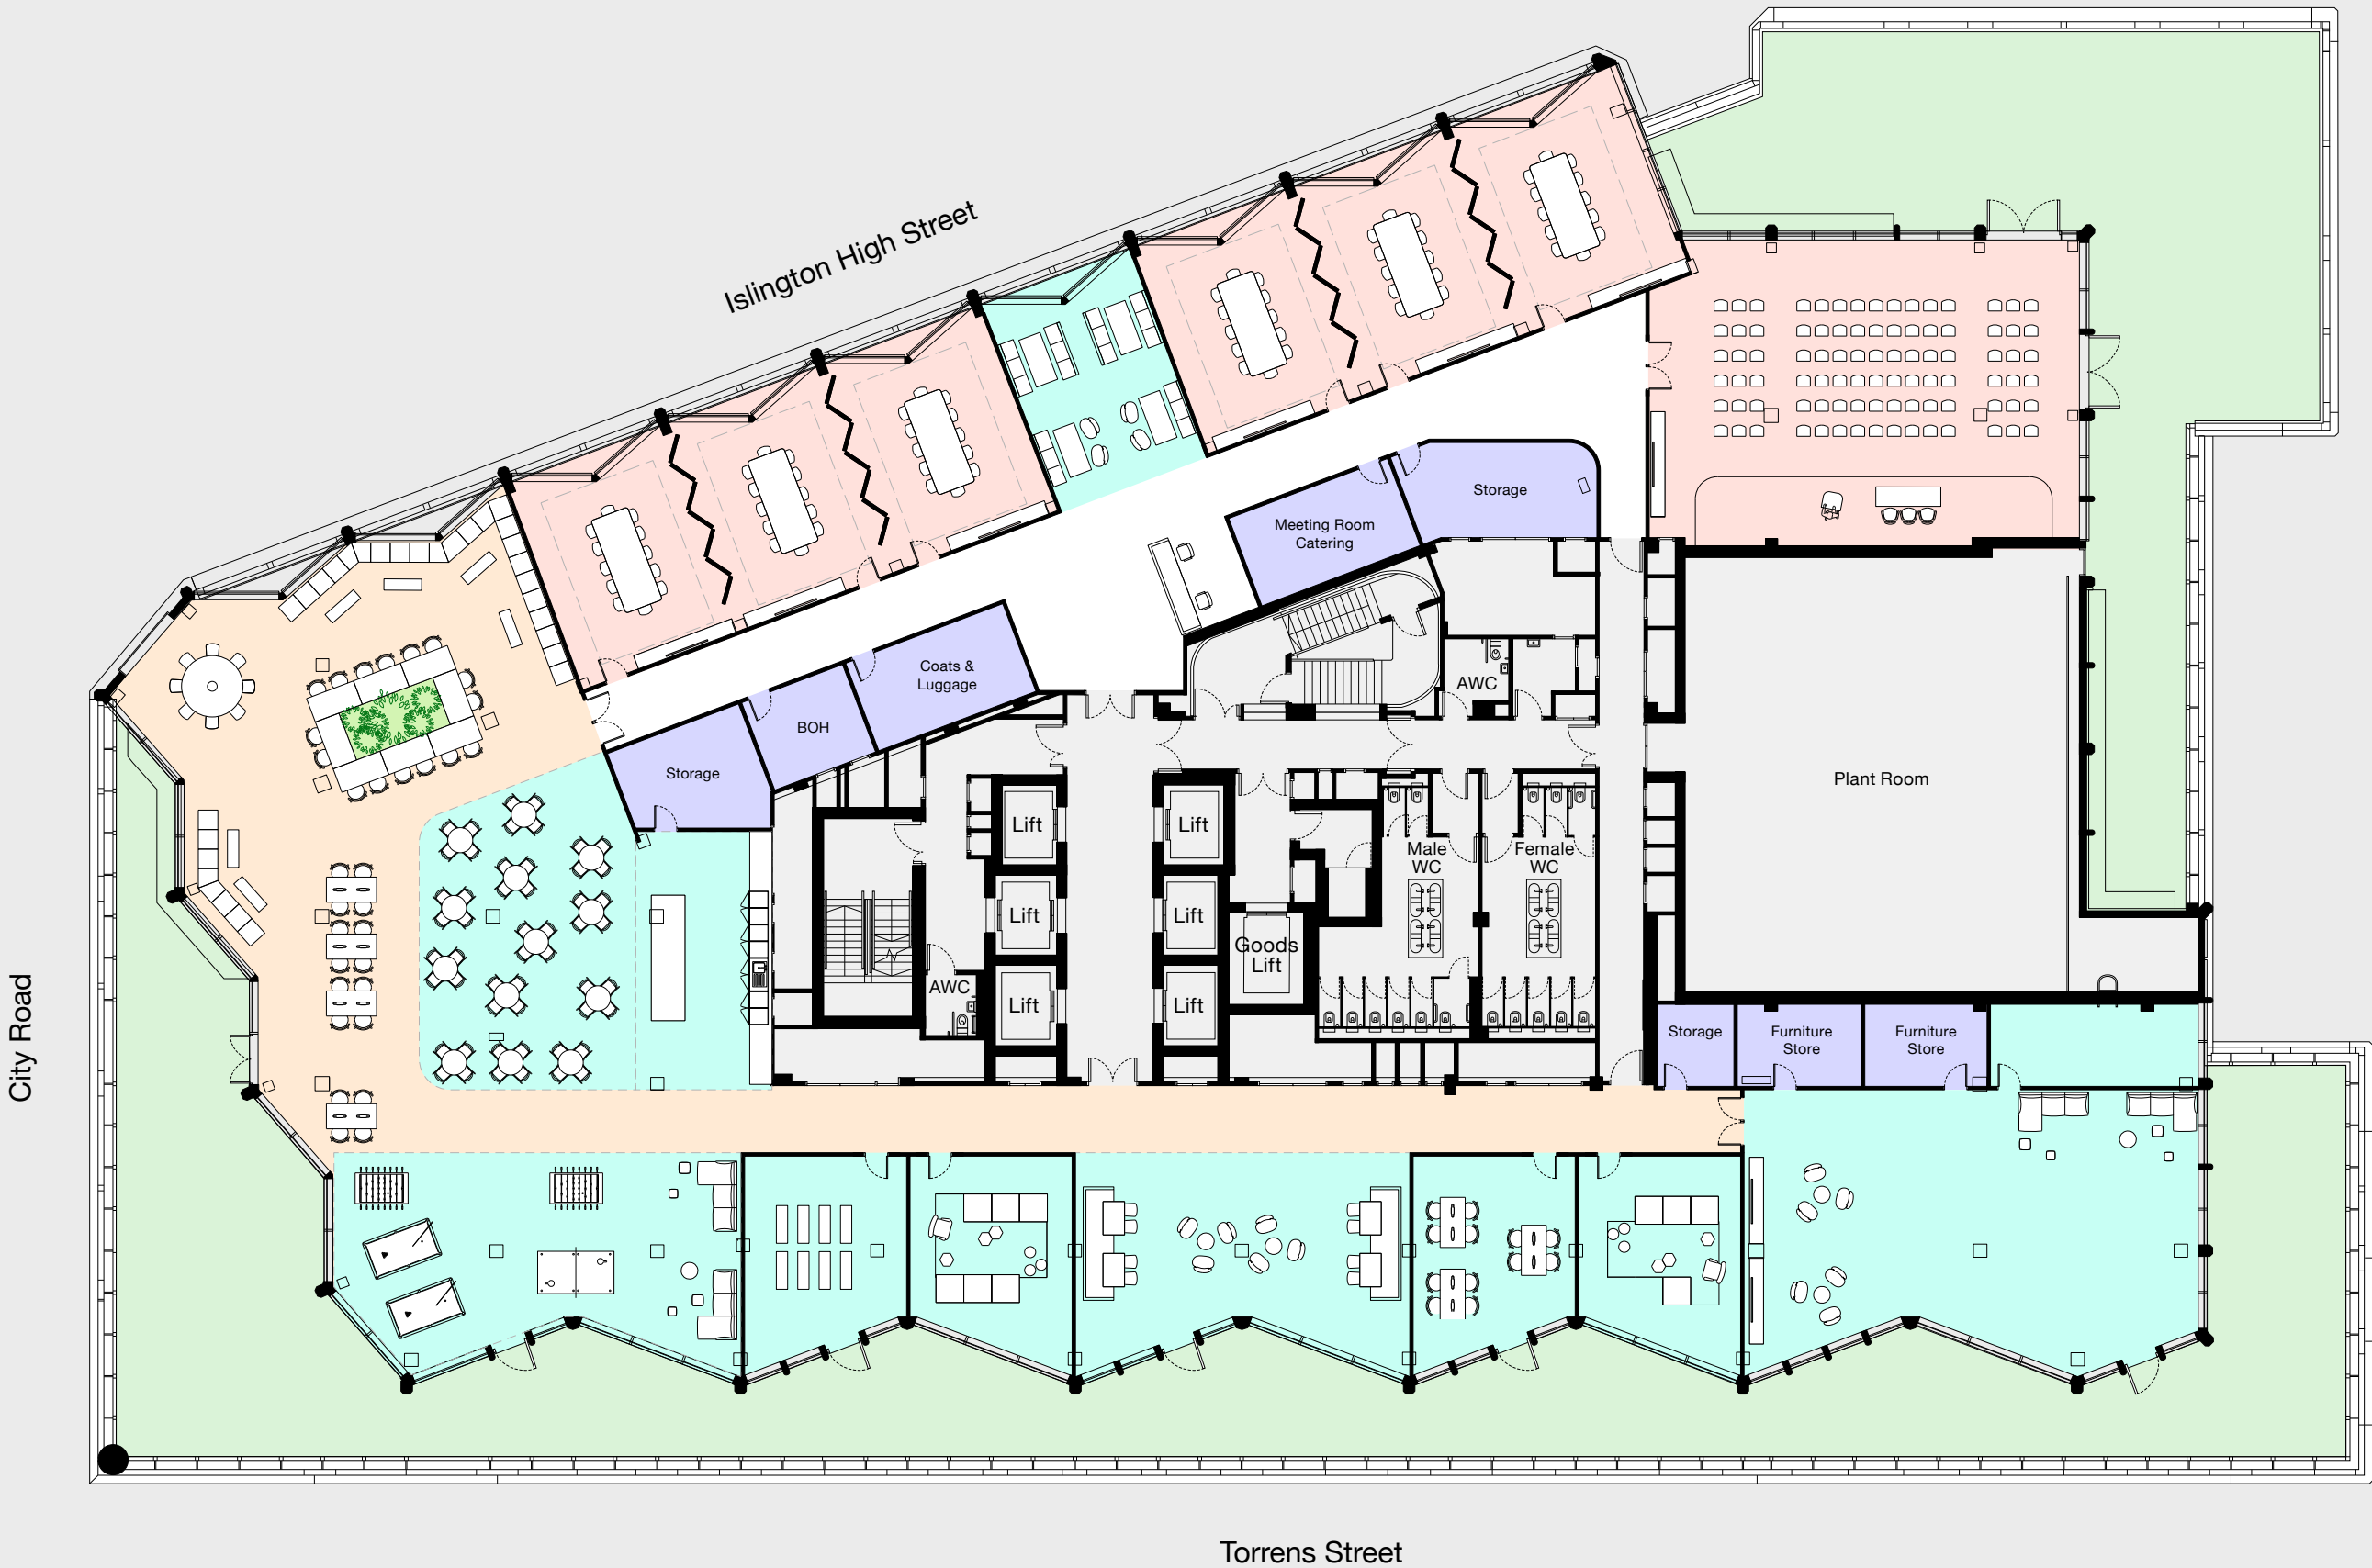 Islington High Street
Storage
Meeting Room
Catering
Coats &
Luggage
AWC
BOH
Storage
Plant Room
Lift
Lift
Male
WC
Female
WC
Lift
Lift
Goods
Lift
AWC
Lift
Lift
Storage
Furniture
Store
Furniture
Store
City Road
Torrens Street